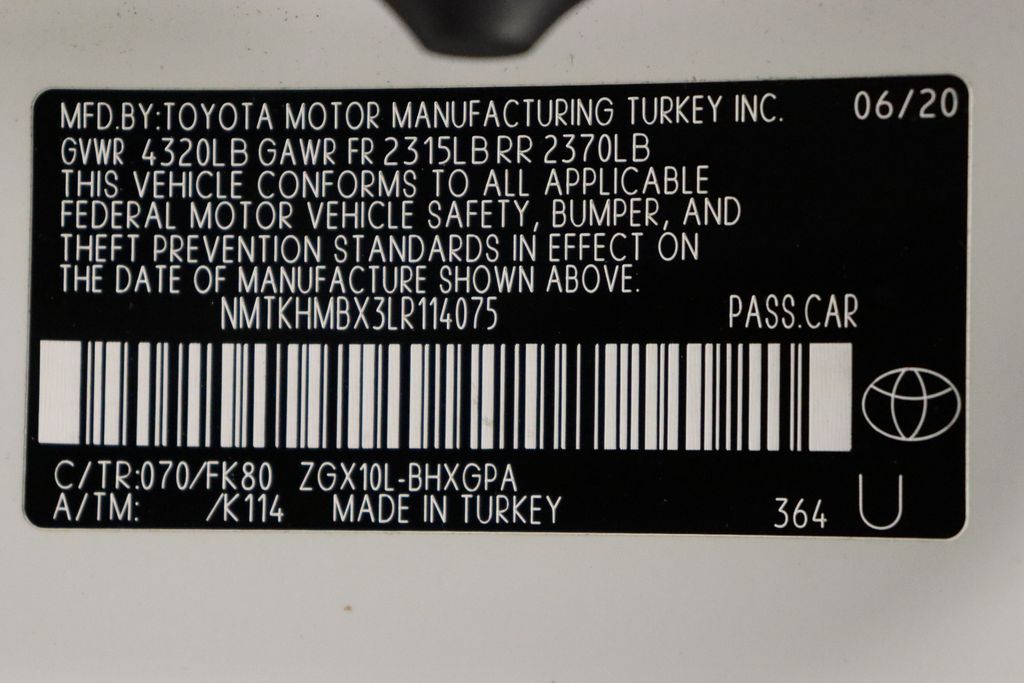 MFD.BY:TOYOTA MOTOR MANUFACTURING TURKEY INC. 06/20
GVWR 4320LB GAWR FR 2315LB RR 2370LB
THIS VEHICLE CONFORMS TO ALL APPLICABLE
FEDERAL MOTOR VEHICLE SAFETY, BUMPER, AND
THEFT PREVENTION STANDARDS IN EFFECT ON
THE DATE OF MANUFACTURE SHOWN ABOVE.
NMTKHMBX3LR114075 PASS.CAR
C/TR:070/FK80 ZGX10L-BHXGPA
A/TM: /K114 MADE IN TURKEY 364 U